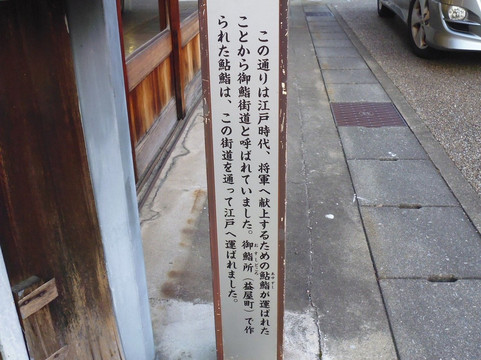 この通りは江戸時代、将軍へ献上するための鮎鮨が運ばれた
ことから御鮨街道と呼ばれていました。御鮨所（益屋町）で作
られた鮎鮨は、この街道を通って江戸へ運ばれました。